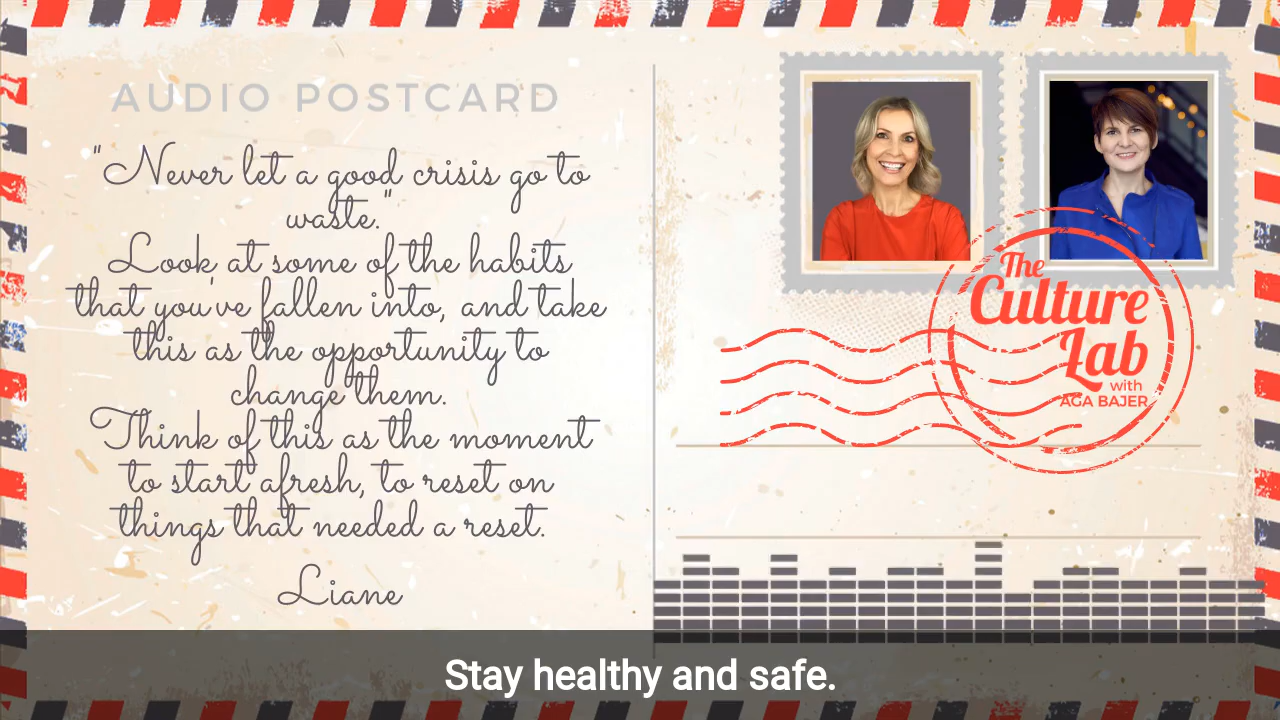 AUDIO POSTCARD
"Never let a good crisis go to
waste."
Look at some of the habits
that you've fallen into, and take
this as the opportunity to
change them.
Think of this as the moment
to start afresh, to reset on
things that needed a reset.
Liane
The
Culture
Lab
with
AGA BAJER
Stay healthy and safe.